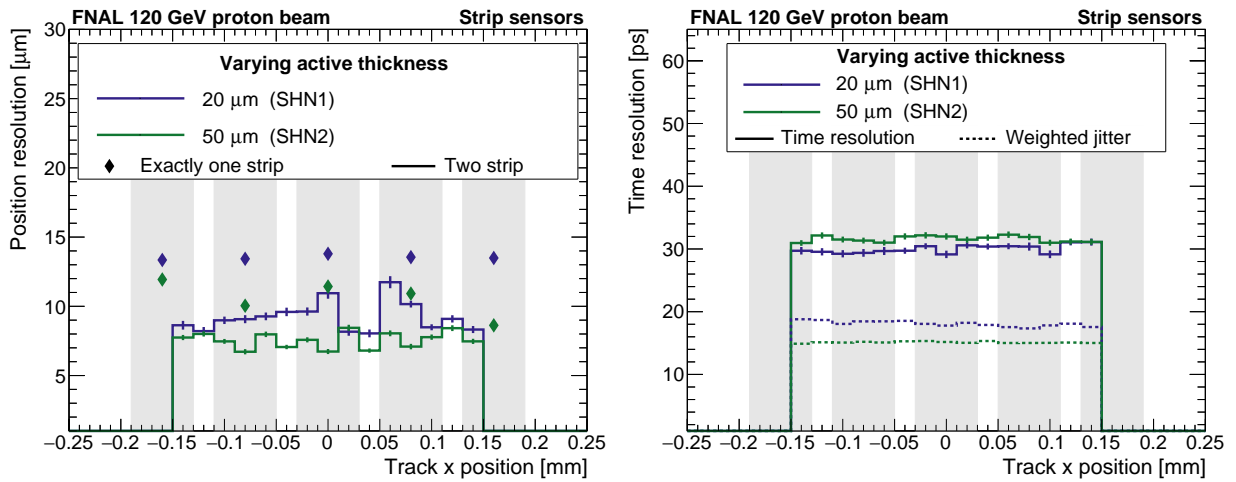 FNAL 120 GeV proton beam Strip sensors
Position resolution [μm]
30
25
20
15
10
5
Varying active thickness
20 μm (SHN1)
50 μm (SHN2)
Exactly one strip Two strip
−0.25 −0.2 −0.15 −0.1 −0.05 0 0.05 0.1 0.15 0.2 0.25
Track x position [mm]
FNAL 120 GeV proton beam Strip sensors
Time resolution [ps]
60
50
40
30
20
10
Varying active thickness
20 μm (SHN1)
50 μm (SHN2)
Time resolution Weighted jitter
−0.25 −0.2 −0.15 −0.1 −0.05 0 0.05 0.1 0.15 0.2 0.25
Track x position [mm]